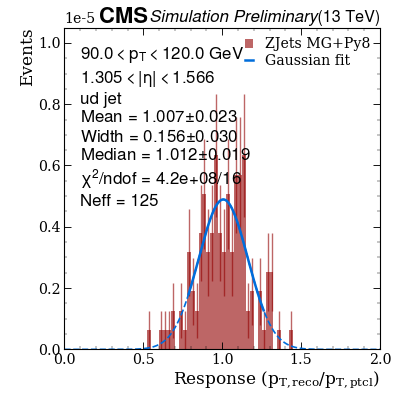 1e-5 CMS Simulation Preliminary (13 TeV)
90.0 < p_T < 120.0 GeV
1.305 < |η| < 1.566
ud jet
Mean = 1.007±0.023
Width = 0.156±0.030
Median = 1.012±0.019
χ²/ndof = 4.2e+08/16
Neff = 125
ZJets MG+Py8
Gaussian fit
Events
1.0
0.8
0.6
0.4
0.2
0.0
0.0 0.5 1.0 1.5 2.0
Response (p_T,reco/p_T,ptcl)